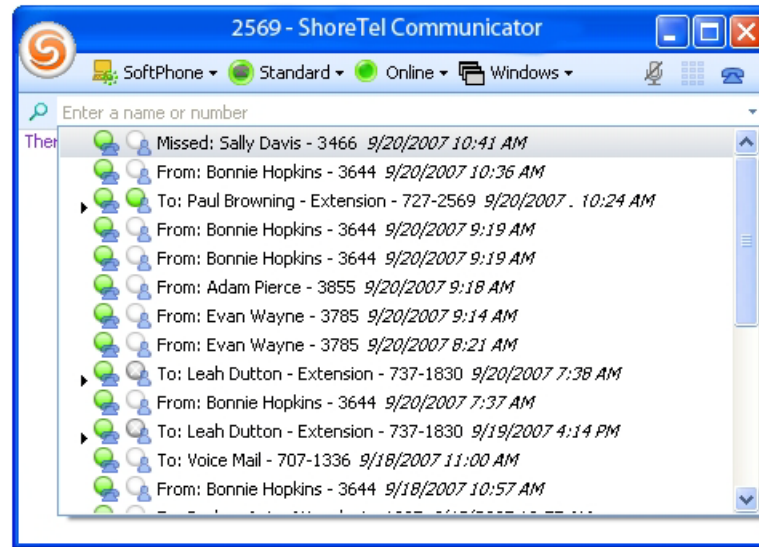 2569 - ShoreTel Communicator
SoftPhone Standard Online Windows
Enter a name or number
Ther
Missed: Sally Davis - 3466 9/20/2007 10:41 AM
From: Bonnie Hopkins - 3644 9/20/2007 10:36 AM
To: Paul Browning - Extension - 727-2569 9/20/2007 . 10:24 AM
From: Bonnie Hopkins - 3644 9/20/2007 9:19 AM
From: Bonnie Hopkins - 3644 9/20/2007 9:19 AM
From: Adam Pierce - 3855 9/20/2007 9:18 AM
From: Evan Wayne - 3785 9/20/2007 9:14 AM
From: Evan Wayne - 3785 9/20/2007 8:21 AM
To: Leah Dutton - Extension - 737-1830 9/20/2007 7:38 AM
From: Bonnie Hopkins - 3644 9/20/2007 7:37 AM
To: Leah Dutton - Extension - 737-1830 9/19/2007 4:14 PM
To: Voice Mail - 707-1336 9/18/2007 11:00 AM
From: Bonnie Hopkins - 3644 9/18/2007 10:57 AM